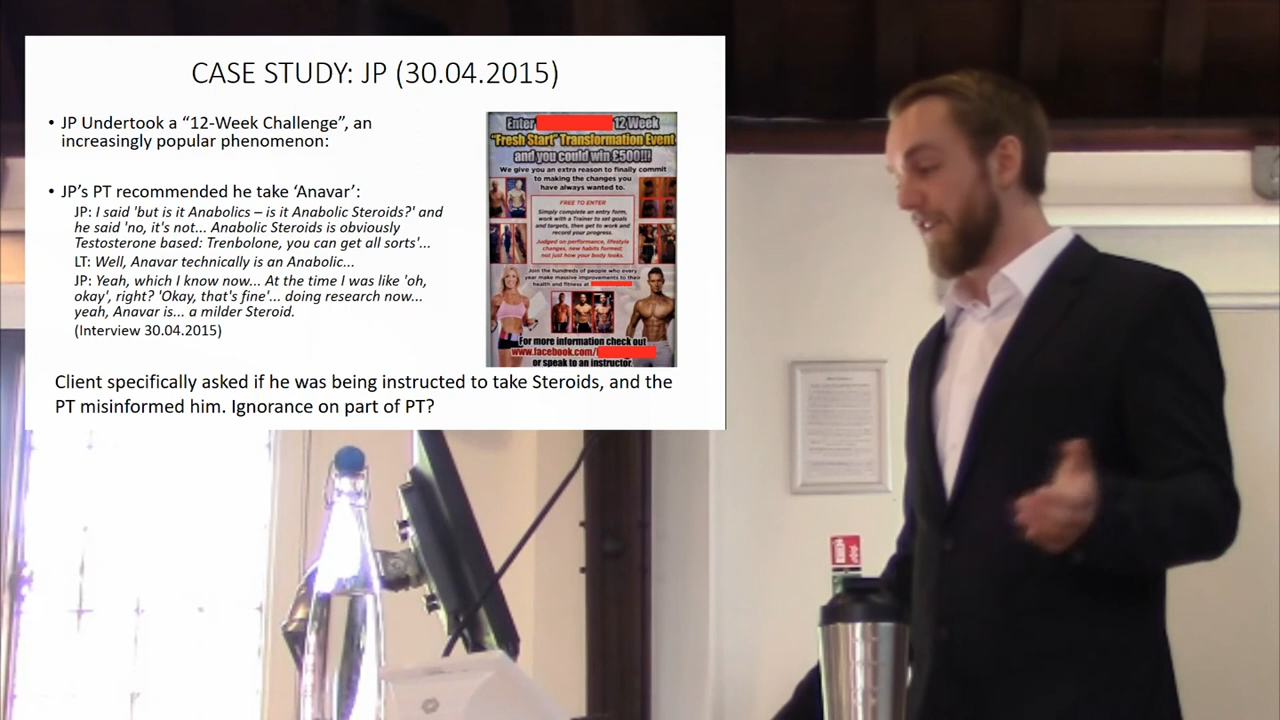 CASE STUDY: JP (30.04.2015)
• JP Undertook a “12-Week Challenge”, an
increasingly popular phenomenon:
• JP’s PT recommended he take ‘Anavar’:
JP: I said 'but is it Anabolics – is it Anabolic Steroids?' and
he said 'no, it's not... Anabolic Steroids is obviously
Testosterone based: Trenbolone, you can get all sorts'...
LT: Well, Anavar technically is an Anabolic...
JP: Yeah, which I know now... At the time I was like 'oh,
okay', right? 'Okay, that's fine'... doing research now...
yeah, Anavar is... a milder Steroid.
(Interview 30.04.2015)
Enter 12 Week
"Fresh Start" Transformation Event
and you could win £500!!!
We give you an extra reason to finally commit
to making the changes you
have always wanted to.
FREE TO ENTER
Simply complete an entry form,
work with a Trainer to set goals
and targets, then get to work and
record your progress.
Judged on performance, lifestyle
changes, new habits formed;
not just how your body looks.
Join the hundreds of people who every
year make massive improvements to their
health and fitness at
For more information check out
www.facebook.com/
or speak to an instructor.
Client specifically asked if he was being instructed to take Steroids, and the
PT misinformed him. Ignorance on part of PT?